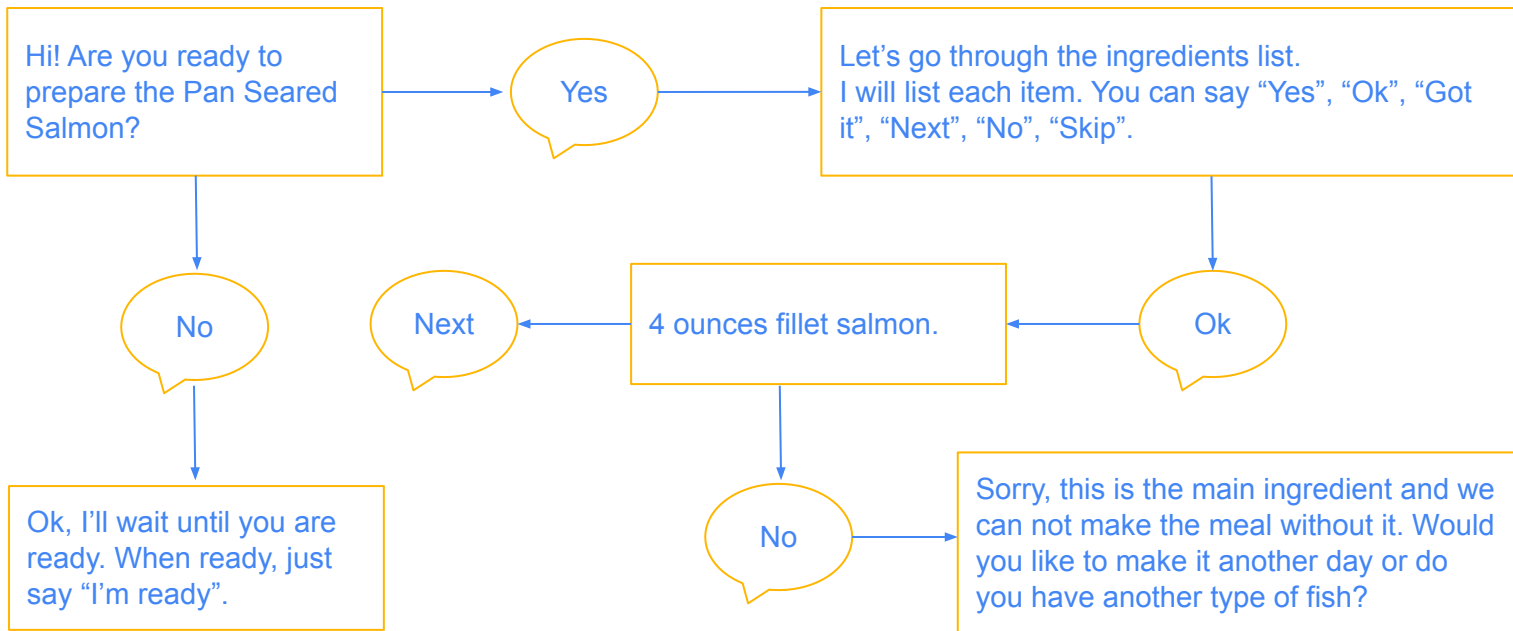 Hi! Are you ready to
prepare the Pan Seared
Salmon?
Yes
Let’s go through the ingredients list.
I will list each item. You can say “Yes”, “Ok”, “Got
it”, “Next”, “No”, “Skip”.
No
Next
4 ounces fillet salmon.
Ok
Ok, I’ll wait until you are
ready. When ready, just
say “I’m ready”.
No
Sorry, this is the main ingredient and we
can not make the meal without it. Would
you like to make it another day or do
you have another type of fish?